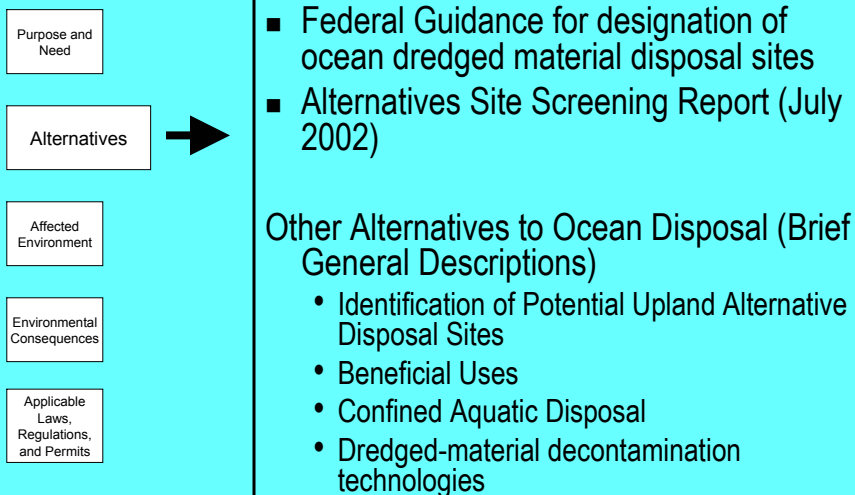 Purpose and
Need
Alternatives
Affected
Environment
Environmental
Consequences
Applicable
Laws,
Regulations,
and Permits
▪ Federal Guidance for designation of
ocean dredged material disposal sites
▪ Alternatives Site Screening Report (July
2002)
Other Alternatives to Ocean Disposal (Brief
General Descriptions)
• Identification of Potential Upland Alternative
Disposal Sites
• Beneficial Uses
• Confined Aquatic Disposal
• Dredged-material decontamination
technologies